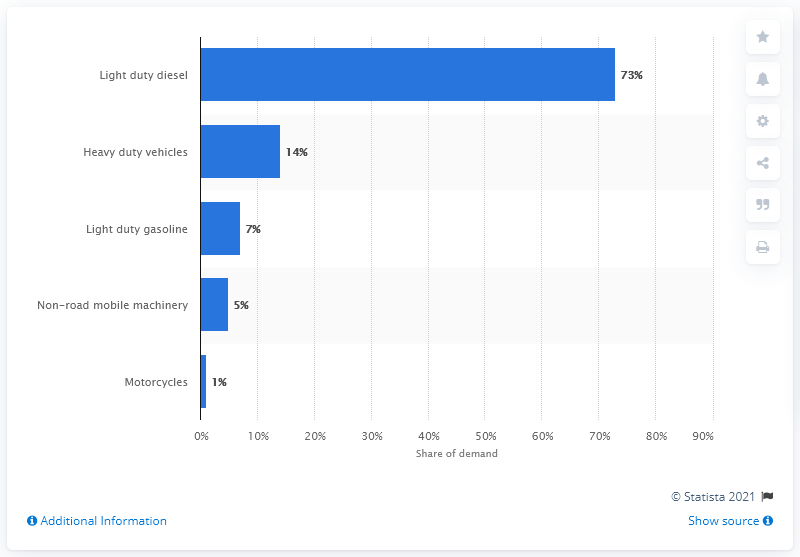 Light duty diesel 73%
Heavy duty vehicles 14%
Light duty gasoline 7%
Non-road mobile machinery 5%
Motorcycles 1%
0% 10% 20% 30% 40% 50% 60% 70% 80% 90%
Share of demand
© Statista 2021
Additional Information Show source